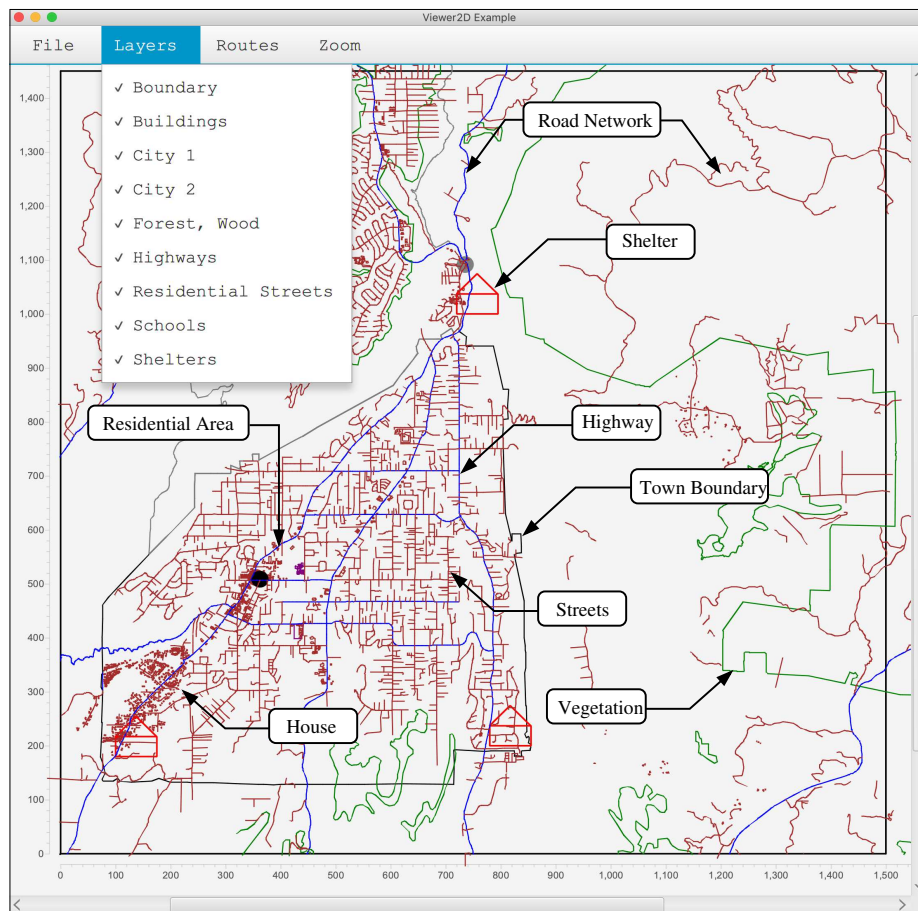 Viewer2D Example
File Layers Routes Zoom
✓ Boundary
✓ Buildings
✓ City 1
✓ City 2
✓ Forest, Wood
✓ Highways
✓ Residential Streets
✓ Schools
✓ Shelters
Road Network
Shelter
Residential Area
Highway
Town Boundary
Streets
House
Vegetation
1,400
1,300
1,200
1,100
1,000
900
800
700
600
500
400
300
200
100
0
0 100 200 300 400 500 600 700 800 900 1,000 1,100 1,200 1,300 1,400 1,500